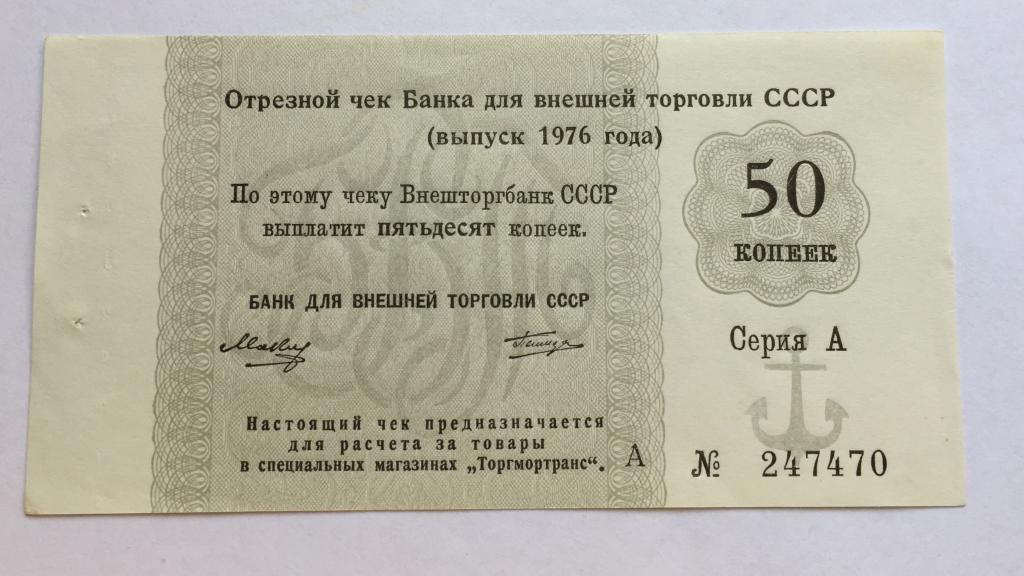 Отрезной чек Банка для внешней торговли СССР
(выпуск 1976 года)
По этому чеку Внешторгбанк СССР
выплатит пятьдесят копеек.
50
КОПЕЕК
БАНК ДЛЯ ВНЕШНЕЙ ТОРГОВЛИ СССР
Серия А
Настоящий чек предназначается
для расчета за товары
в специальных магазинах „Торгмортранс“.
А
№ 247470